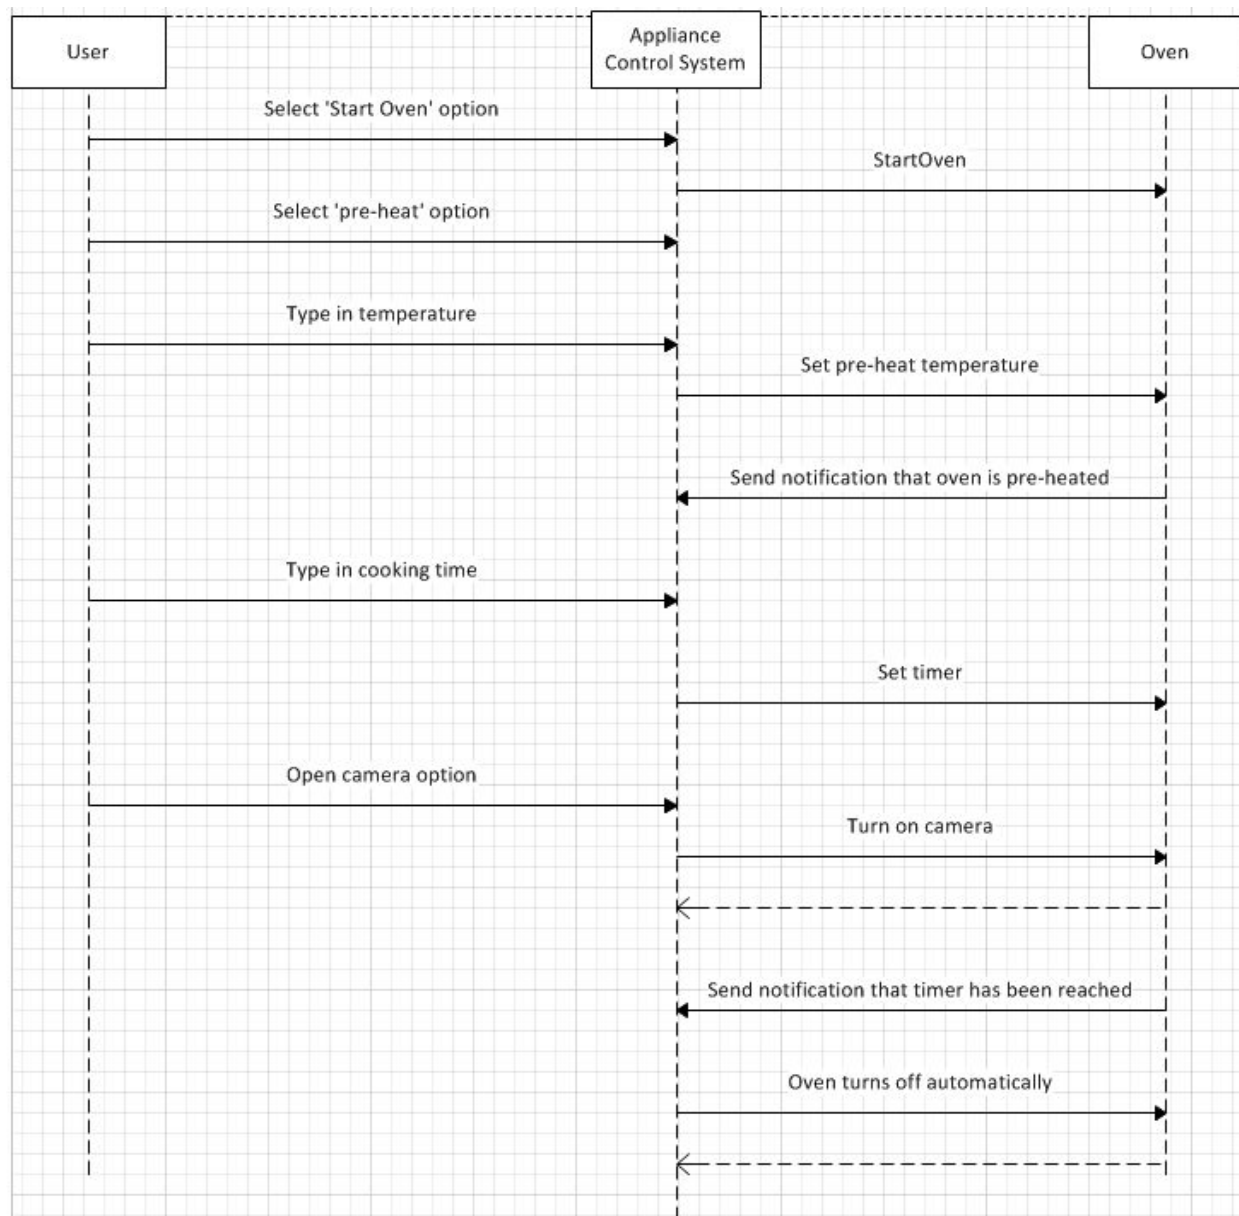 User
Appliance
Control System
Oven
Select 'Start Oven' option
StartOven
Select 'pre-heat' option
Type in temperature
Set pre-heat temperature
Send notification that oven is pre-heated
Type in cooking time
Set timer
Open camera option
Turn on camera
Send notification that timer has been reached
Oven turns off automatically